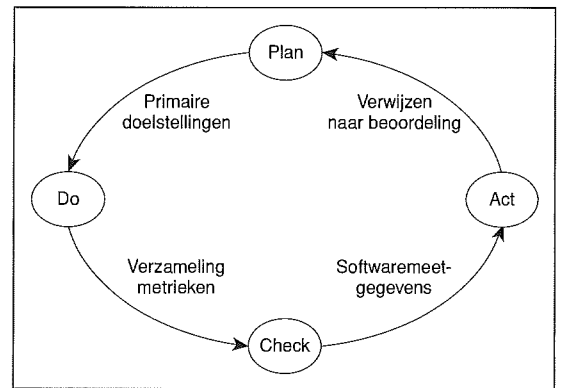 Plan
Primaire
doelstellingen
Verwijzen
naar beoordeling
Do
Act
Verzameling
metrieken
Softwaremeet-
gegevens
Check